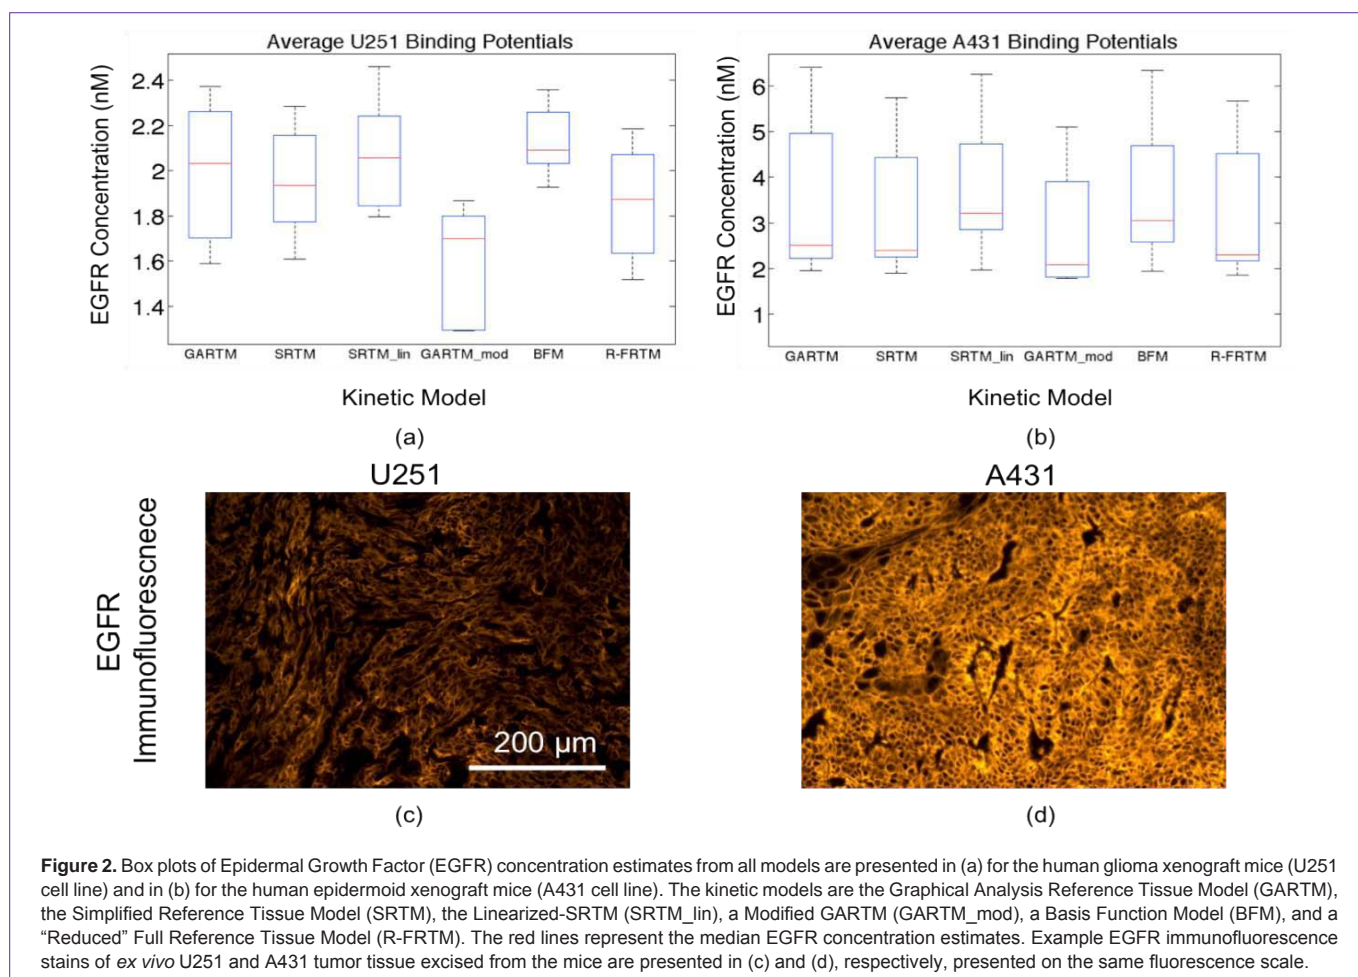 Average U251 Binding Potentials
EGFR Concentration (nM)
2.4
2.2
2
1.8
1.6
1.4
GARTM SRTM SRTM_lin GARTM_mod BFM R-FRTM
Kinetic Model
(a)
Average A431 Binding Potentials
EGFR Concentration (nM)
6
5
4
3
2
1
GARTM SRTM SRTM_lin GARTM_mod BFM R-FRTM
Kinetic Model
(b)
U251
A431
EGFR
Immunofluorescnece
200 µm
(c)
(d)
Figure 2. Box plots of Epidermal Growth Factor (EGFR) concentration estimates from all models are presented in (a) for the human glioma xenograft mice (U251
cell line) and in (b) for the human epidermoid xenograft mice (A431 cell line). The kinetic models are the Graphical Analysis Reference Tissue Model (GARTM),
the Simplified Reference Tissue Model (SRTM), the Linearized-SRTM (SRTM_lin), a Modified GARTM (GARTM_mod), a Basis Function Model (BFM), and a
“Reduced” Full Reference Tissue Model (R-FRTM). The red lines represent the median EGFR concentration estimates. Example EGFR immunofluorescence
stains of ex vivo U251 and A431 tumor tissue excised from the mice are presented in (c) and (d), respectively, presented on the same fluorescence scale.